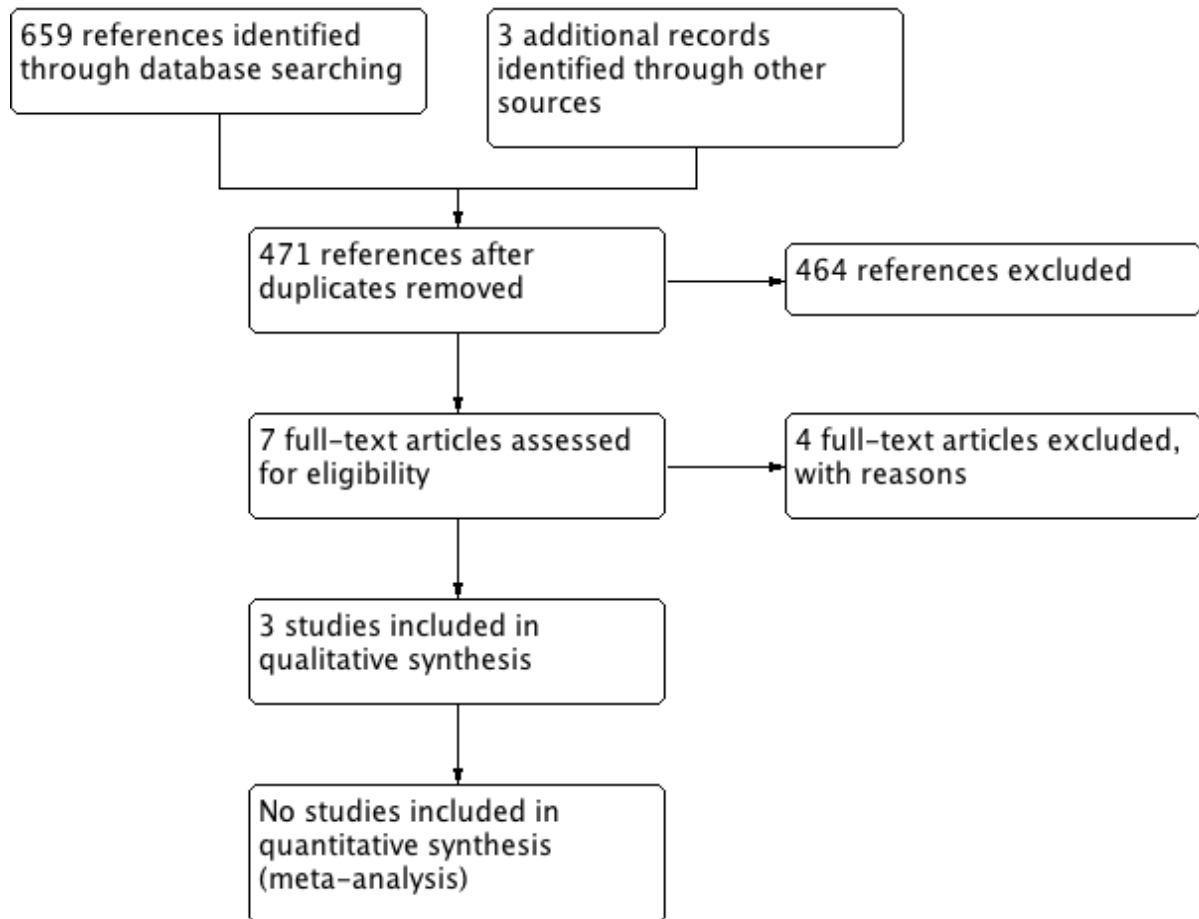 659 references identified
through database searching
3 additional records
identified through other
sources
471 references after
duplicates removed
464 references excluded
7 full-text articles assessed
for eligibility
4 full-text articles excluded,
with reasons
3 studies included in
qualitative synthesis
No studies included in
quantitative synthesis
(meta-analysis)